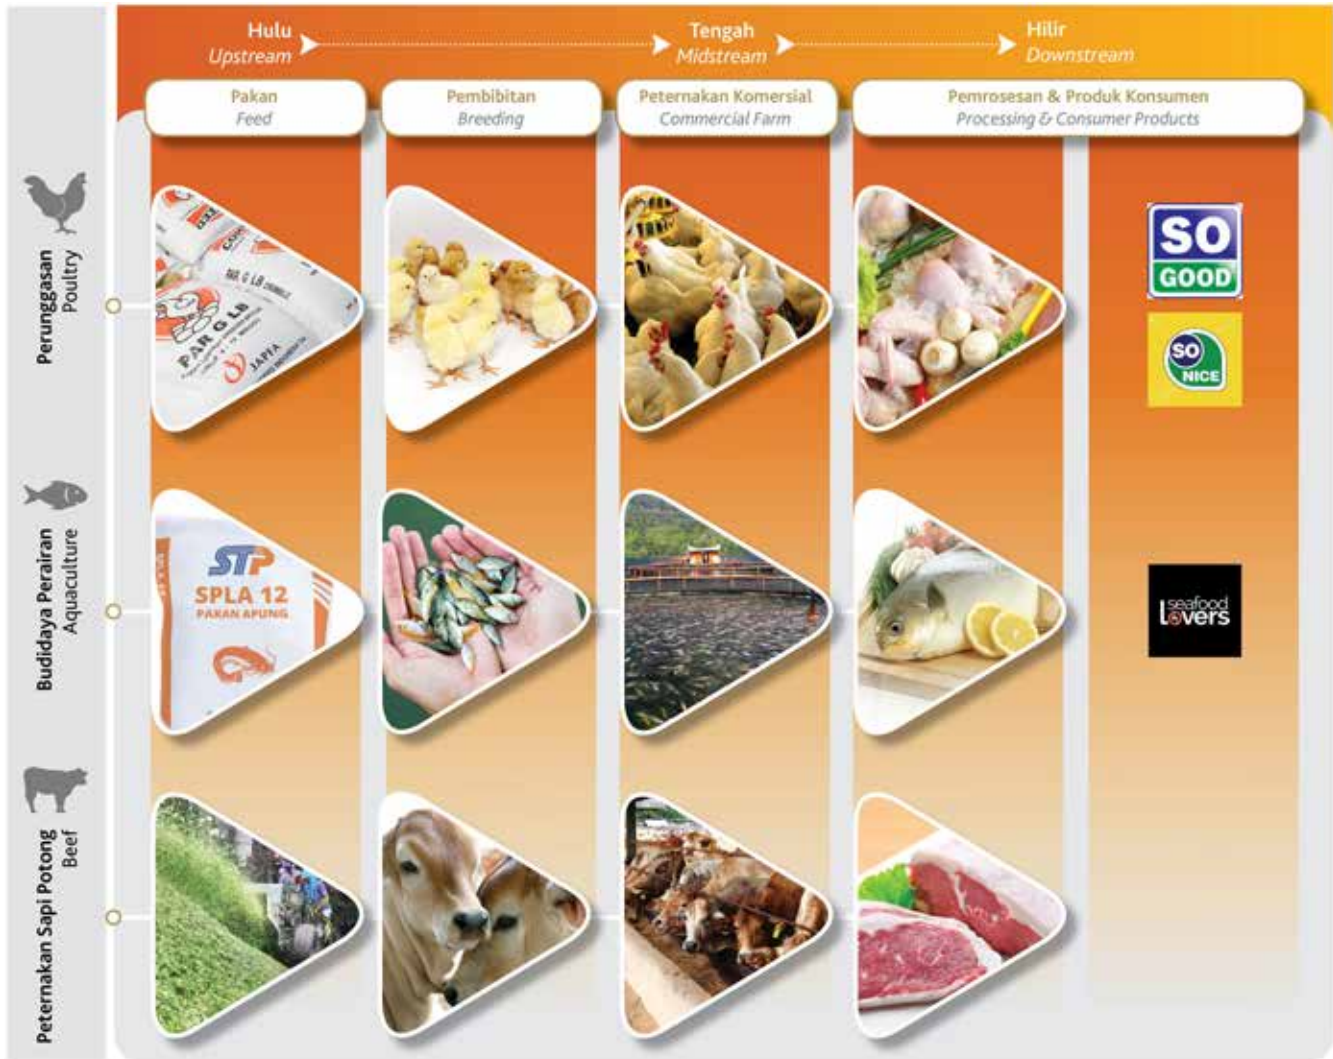 Hulu
Upstream
Tengah
Midstream
Hilir
Downstream
Pakan
Feed
Pembibitan
Breeding
Peternakan Komersial
Commercial Farm
Pemrosesan & Produk Konsumen
Processing & Consumer Products
Perunggasan
Poultry
PAR G LB
JAPFA
SO
GOOD
SO
NICE
Budidaya Perairan
Aquaculture
STP
SPLA 12
PAKAN APUNG
seafood
Lovers
Peternakan Sapi Potong
Beef